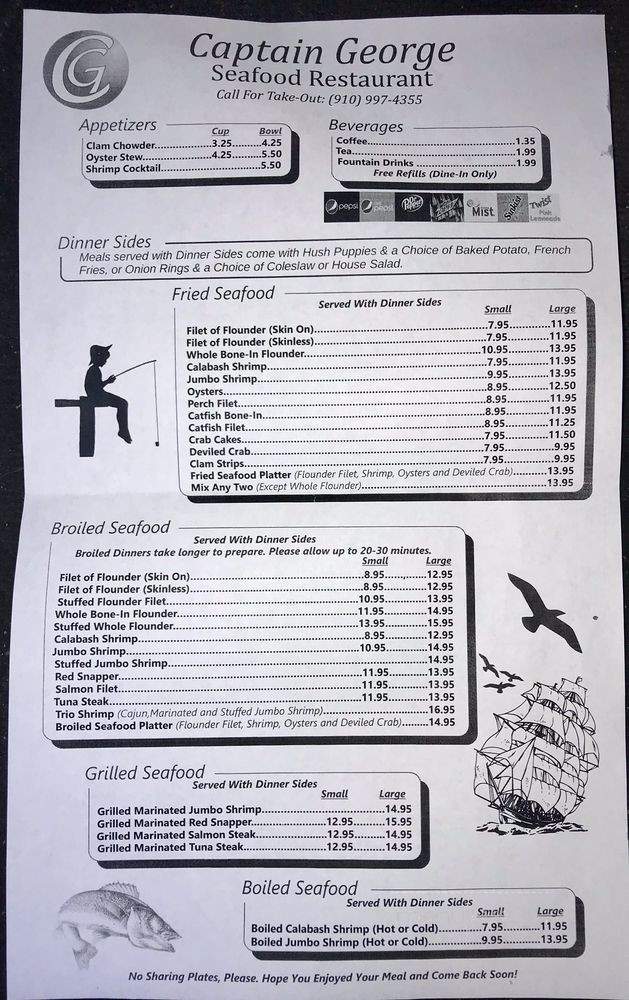 CG
Captain George
Seafood Restaurant
Call For Take-Out: (910) 997-4355
Appetizers
Cup Bowl
Clam Chowder..................3.25..........4.25
Oyster Stew...................4.25..........5.50
Shrimp Cocktail.............................5.50
Beverages
Coffee..............................................1.35
Tea.................................................1.99
Fountain Drinks.....................................1.99
Free Refills (Dine-In Only)
pepsi pepsi Dr Pepper Mist Sunkist Twist Pink Lemonade
Dinner Sides
Meals served with Dinner Sides come with Hush Puppies & a Choice of Baked Potato, French
Fries, or Onion Rings & a Choice of Coleslaw or House Salad.
Fried Seafood
Served With Dinner Sides
Small Large
Filet of Flounder (Skin On)..................7.95.............11.95
Filet of Flounder (Skinless).................7.95.............11.95
Whole Bone-In Flounder.......................10.95............13.95
Calabash Shrimp..............................7.95.............11.95
Jumbo Shrimp.................................9.95.............13.95
Oysters......................................8.95.............12.50
Perch Filet..................................8.95.............11.95
Catfish Bone-In..............................8.95.............11.95
Catfish Filet................................8.95.............11.25
Crab Cakes...................................7.95.............11.50
Deviled Crab.................................7.95.............9.95
Clam Strips..................................7.95.............9.95
Fried Seafood Platter (Flounder Filet, Shrimp, Oysters and Deviled Crab)..........13.95
Mix Any Two (Except Whole Flounder)..........13.95
Broiled Seafood
Served With Dinner Sides
Broiled Dinners take longer to prepare. Please allow up to 20-30 minutes.
Small Large
Filet of Flounder (Skin On)..................8.95.............12.95
Filet of Flounder (Skinless).................8.95.............12.95
Stuffed Flounder Filet.......................10.95............13.95
Whole Bone-In Flounder.......................11.95............14.95
Stuffed Whole Flounder.......................13.95............15.95
Calabash Shrimp..............................8.95.............12.95
Jumbo Shrimp.................................10.95............14.95
Stuffed Jumbo Shrimp.........................14.95
Red Snapper..................................11.95............13.95
Salmon Filet.................................11.95............13.95
Tuna Steak...................................11.95............13.95
Trio Shrimp (Cajun,Marinated and Stuffed Jumbo Shrimp)..........16.95
Broiled Seafood Platter (Flounder Filet, Shrimp, Oysters and Deviled Crab)........14.95
Grilled Seafood
Served With Dinner Sides
Small Large
Grilled Marinated Jumbo Shrimp...............14.95
Grilled Marinated Red Snapper................12.95..........15.95
Grilled Marinated Salmon Steak...............12.95..........14.95
Grilled Marinated Tuna Steak.................12.95..........14.95
Boiled Seafood
Served With Dinner Sides
Small Large
Boiled Calabash Shrimp (Hot or Cold)............7.95............11.95
Boiled Jumbo Shrimp (Hot or Cold)...............9.95............13.95
No Sharing Plates, Please. Hope You Enjoyed Your Meal and Come Back Soon!